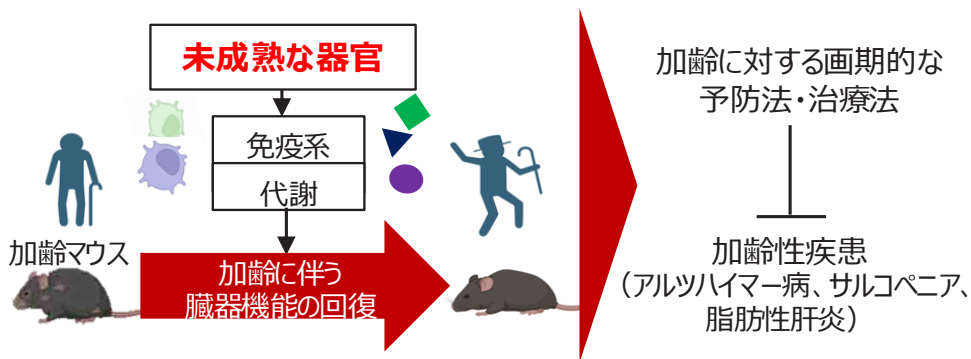 未成熟な器官
免疫系
代謝
加齢マウス
加齢に伴う
臓器機能の回復
加齢に対する画期的な
予防法・治療法
加齢性疾患
（アルツハイマー病、サルコペニア、
脂肪性肝炎）